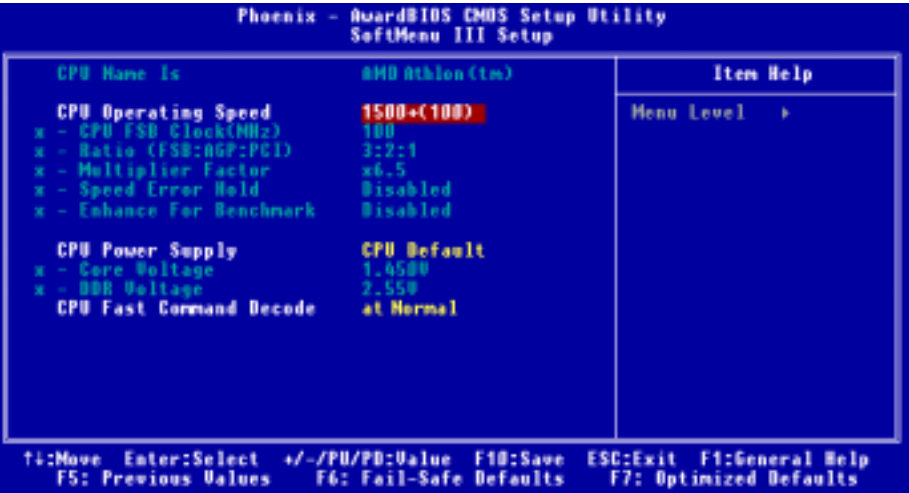 Phoenix - AwardBIOS CMOS Setup Utility
SoftMenu III Setup
CPU Name Is AMD Athlon(tm)
Item Help
CPU Operating Speed 1500+(100)
Menu Level ▸
x - CPU FSB Clock(MHz) 100
x - Ratio (FSB:AGP:PCI) 3:2:1
x - Multiplier Factor x6.5
x - Speed Error Hold Disabled
x - Enhance For Benchmark Disabled
CPU Power Supply CPU Default
x - Core Voltage 1.450V
x - DDR Voltage 2.55V
CPU Fast Command Decode at Normal
↑↓:Move Enter:Select +/-/PU/PD:Value F10:Save ESC:Exit F1:General Help
F5: Previous Values F6: Fail-Safe Defaults F7: Optimized Defaults